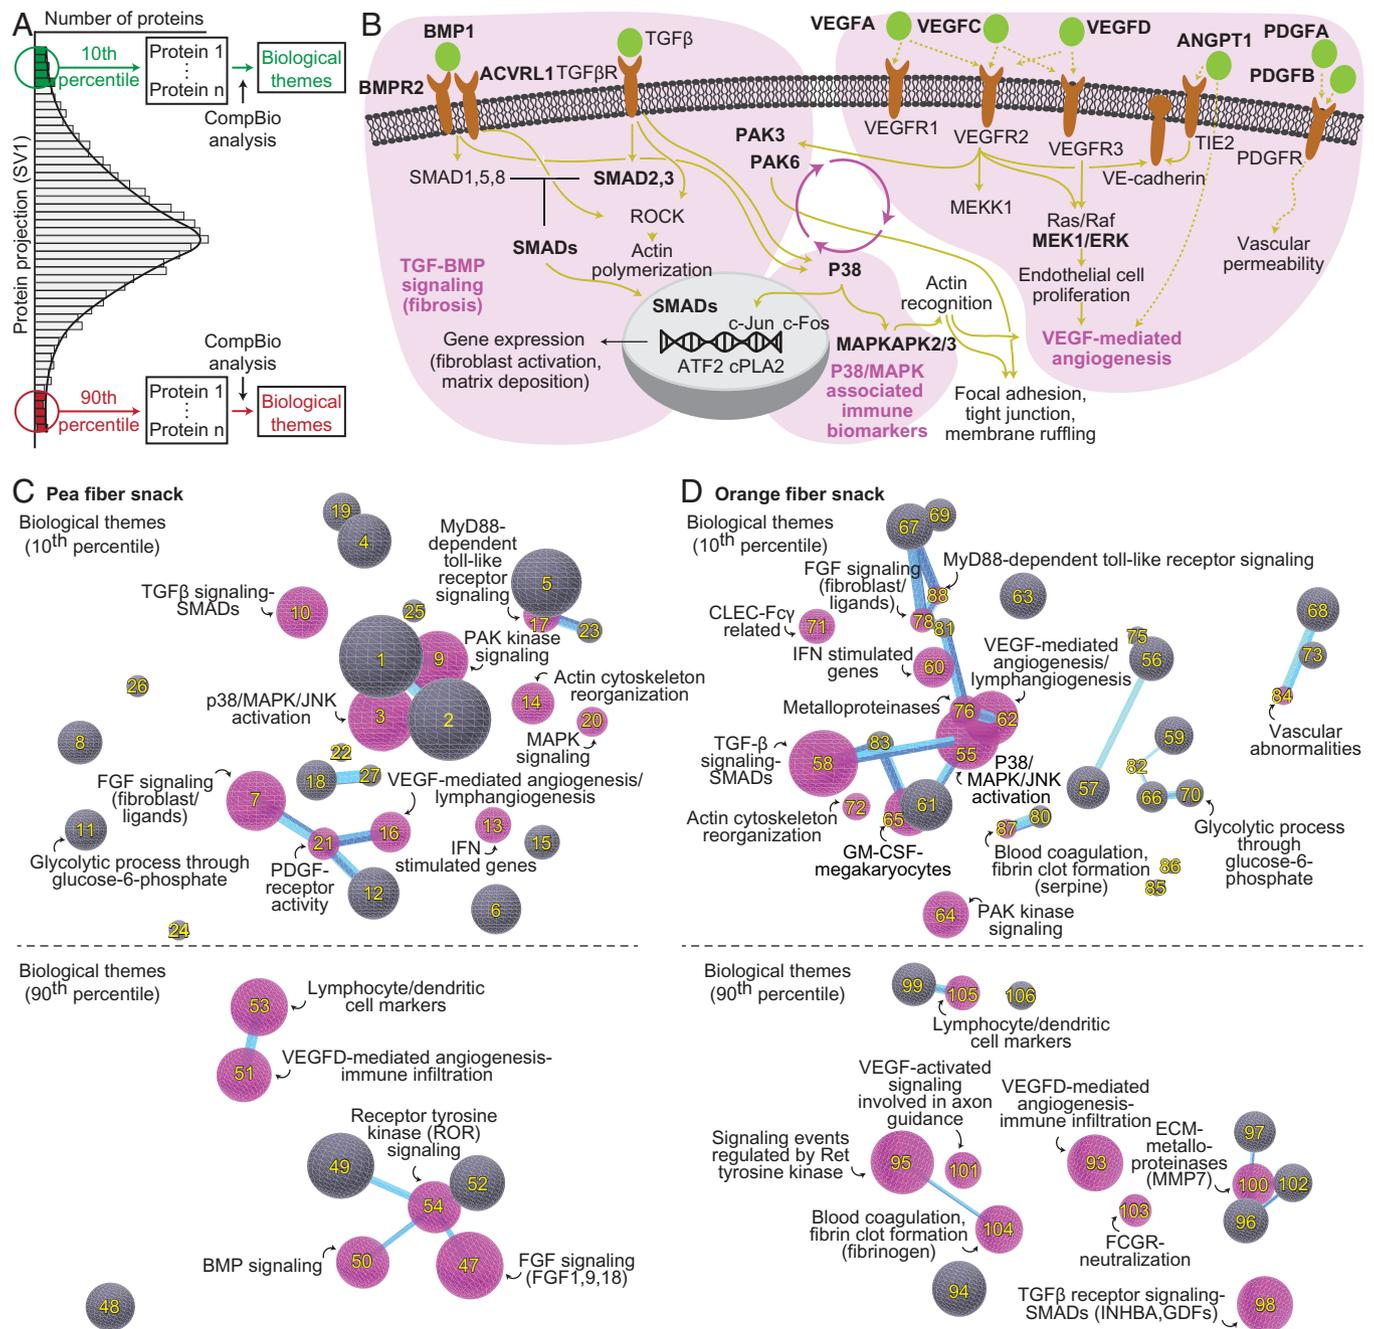 A
Number of proteins
Protein projection (SV1)
10th
percentile
Protein 1
Protein n
Biological
themes
CompBio
analysis
CompBio
analysis
90th
percentile
Protein 1
Protein n
Biological
themes
B
BMP1
TGFβ
BMPR2
ACVRL1
TGFβR
VEGFA
VEGFC
VEGFD
ANGPT1
PDGFA
PDGFB
VEGFR1
VEGFR2
VEGFR3
TIE2
PDGFR
VE-cadherin
PAK3
PAK6
SMAD1,5,8
SMAD2,3
ROCK
Actin
polymerization
SMADs
TGF-BMP
signaling
(fibrosis)
MEKK1
Ras/Raf
MEK1/ERK
Endothelial cell
proliferation
Vascular
permeability
P38
Actin
recognition
SMADs
c-Jun c-Fos
ATF2 cPLA2
Gene expression
(fibroblast activation,
matrix deposition)
MAPKAPK2/3
P38/MAPK
associated
immune
biomarkers
VEGF-mediated
angiogenesis
Focal adhesion,
tight junction,
membrane ruffling
C Pea fiber snack
Biological themes
(10th percentile)
19
4
MyD88-
dependent
toll-like
receptor
signaling
5
17
23
TGFβ signaling-
SMADs
10
25
1
9
PAK kinase
signaling
26
p38/MAPK/JNK
activation
3
2
Actin cytoskeleton
reorganization
14
20
MAPK
signaling
8
22
18
27
FGF signaling
(fibroblast/
ligands)
7
VEGF-mediated angiogenesis/
lymphangiogenesis
16
21
13
IFN
stimulated genes
15
11
Glycolytic process through
glucose-6-phosphate
PDGF-
receptor
activity
12
6
24
Biological themes
(90th percentile)
53
Lymphocyte/dendritic
cell markers
51
VEGFD-mediated angiogenesis-
immune infiltration
Receptor tyrosine
kinase (ROR)
signaling
49
52
54
BMP signaling
50
47
FGF signaling
(FGF1,9,18)
48
D Orange fiber snack
Biological themes
(10th percentile)
67
69
MyD88-dependent toll-like receptor signaling
FGF signaling
(fibroblast/
ligands)
88
78
81
63
68
73
84
Vascular
abnormalities
CLEC-Fcγ
related
71
IFN stimulated
genes
60
VEGF-mediated
angiogenesis/
lymphangiogenesis
75
56
Metalloproteinases
76
62
TGF-β
signaling-
SMADs
58
83
55
P38/
MAPK/JNK
activation
59
82
57
66
70
Actin cytoskeleton
reorganization
72
65
61
GM-CSF-
megakaryocytes
87
80
Blood coagulation,
fibrin clot formation
(serpine)
Glycolytic process
through
glucose-6-
phosphate
86
85
64
PAK kinase
signaling
Biological themes
(90th percentile)
99
105
106
Lymphocyte/dendritic
cell markers
VEGF-activated
signaling
involved in axon
guidance
VEGFD-mediated
angiogenesis-
immune infiltration
Signaling events
regulated by Ret
tyrosine kinase
95
101
93
ECM-
metallo-
proteinases
(MMP7)
97
100
102
96
Blood coagulation,
fibrin clot formation
(fibrinogen)
104
103
FCGR-
neutralization
94
TGFβ receptor signaling-
SMADs (INHBA,GDFs)
98